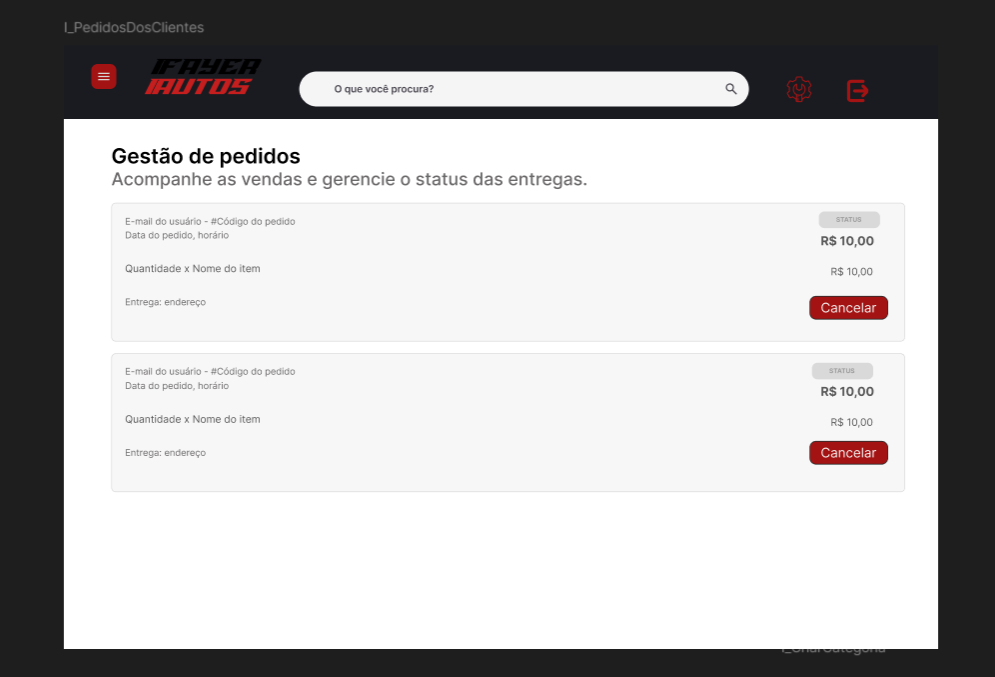 I_PedidosDosClientes
FAYER
AUTOS
O que você procura?
Gestão de pedidos
Acompanhe as vendas e gerencie o status das entregas.
E-mail do usuário - #Código do pedido
STATUS
Data do pedido, horário
R$ 10,00
Quantidade x Nome do item
R$ 10,00
Entrega: endereço
Cancelar
E-mail do usuário - #Código do pedido
STATUS
Data do pedido, horário
R$ 10,00
Quantidade x Nome do item
R$ 10,00
Entrega: endereço
Cancelar
I_CriarCategoria